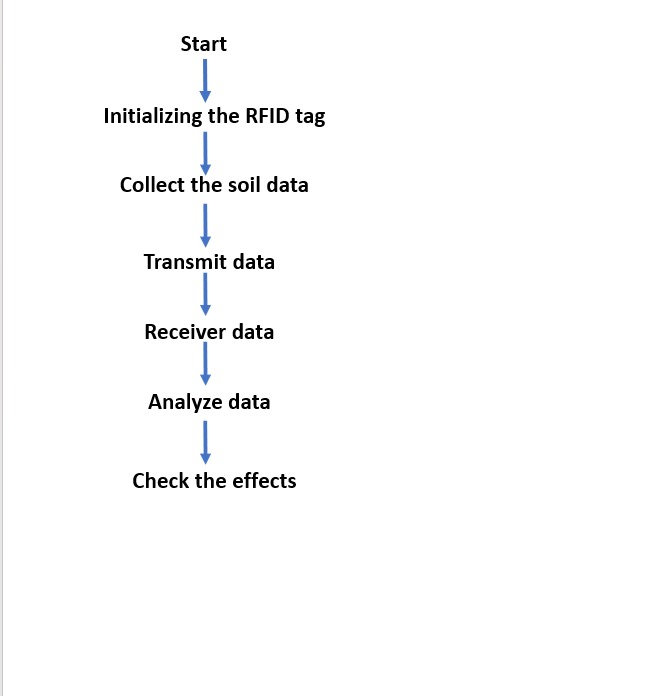 Start
Initializing the RFID tag
Collect the soil data
Transmit data
Receiver data
Analyze data
Check the effects